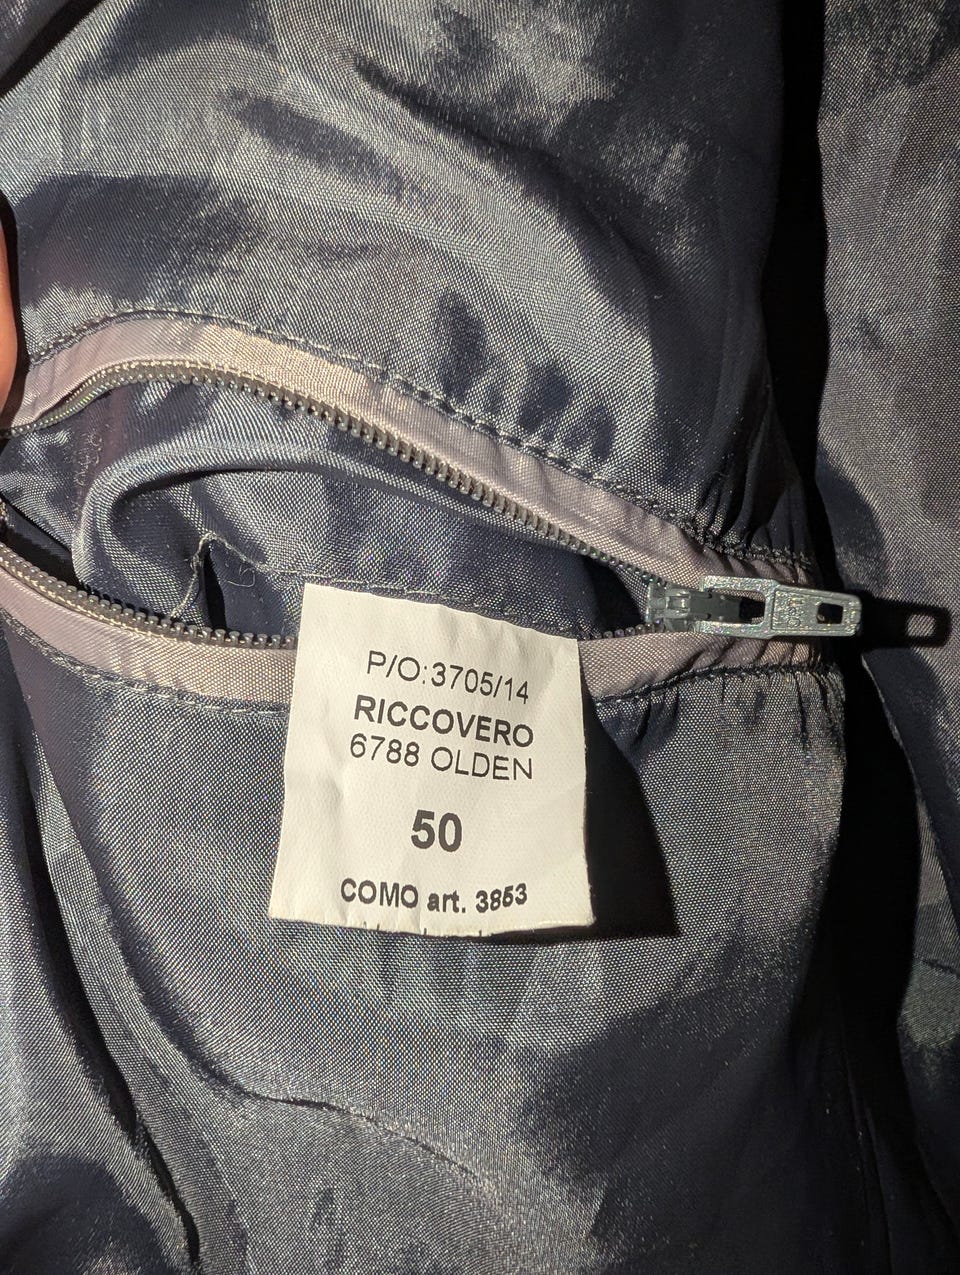 P/O:3705/14
RICCOVERO
6788 OLDEN
50
COMO art. 3853